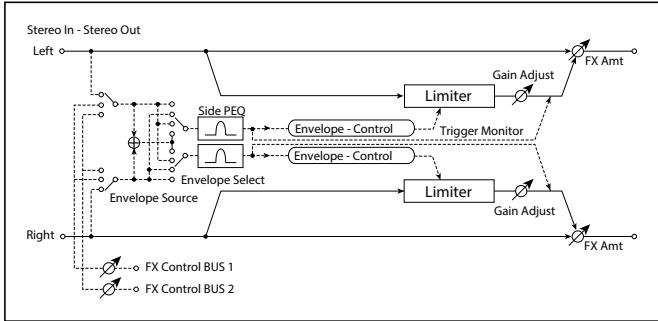 Stereo In - Stereo Out
Left
FX Amt
Gain Adjust
Limiter
Side PEQ
Envelope - Control
Trigger Monitor
Envelope - Control
Envelope Select
Envelope Source
Limiter
Gain Adjust
Right
FX Amt
FX Control BUS 1
FX Control BUS 2